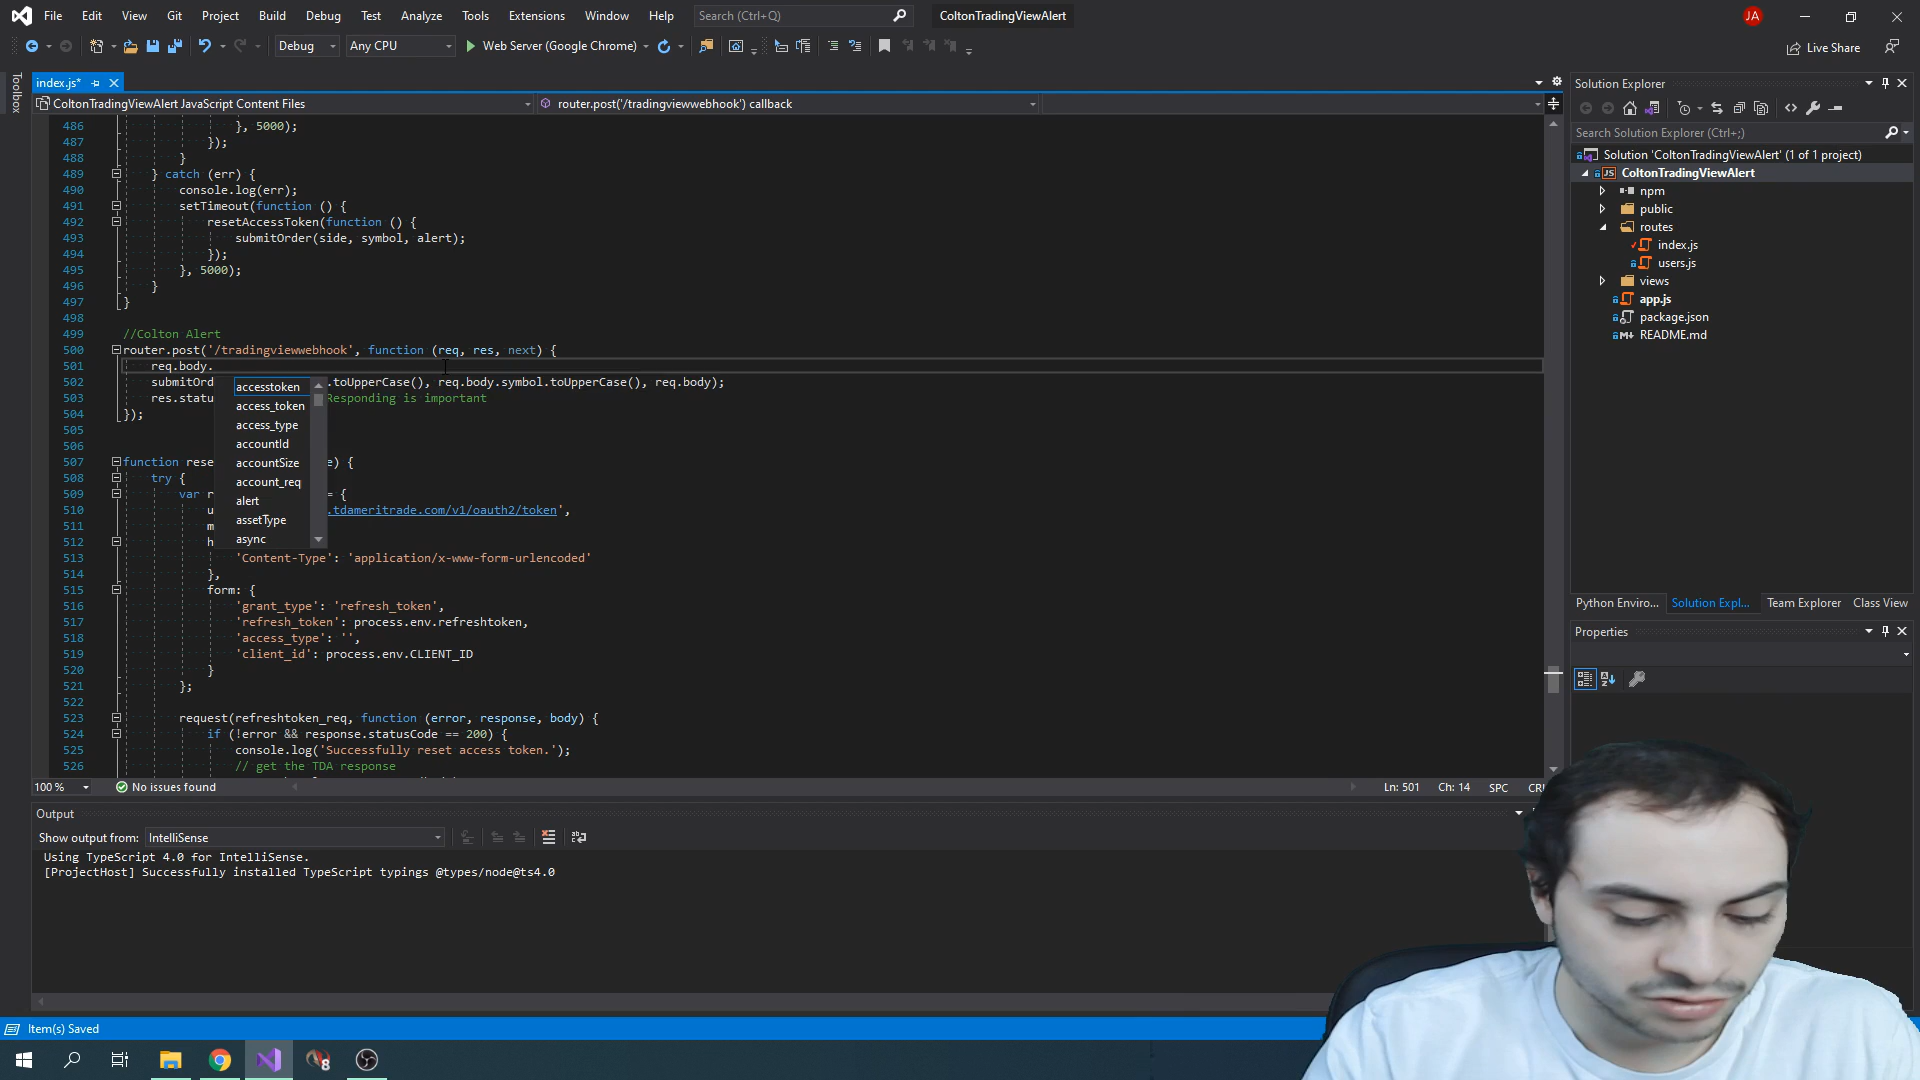 File Edit View Git Project Build Debug Test Analyze Tools Extensions Window Help Search (Ctrl+Q) ColtonTradingViewAlert JA
Debug Any CPU Web Server (Google Chrome) Live Share
Toolbox
index.js*
ColtonTradingViewAlert JavaScript Content Files router.post('/tradingviewwebhook') callback
486 }, 5000);
487 });
488 }
489 } catch (err) {
490 console.log(err);
491 setTimeout(function () {
492 resetAccessToken(function () {
493 submitOrder(side, symbol, alert);
494 });
495 }, 5000);
496 }
497 }
498
499 //Colton Alert
500 router.post('/tradingviewwebhook', function (req, res, next) {
501 req.body.
502 submitOrd .toUpperCase(), req.body.symbol.toUpperCase(), req.body);
503 res.statu Responding is important
504 });
505
506
507 function rese e) {
508 try {
509 var r = {
510 u .tdameritrade.com/v1/oauth2/token',
511 m
512 h
513 'Content-Type': 'application/x-www-form-urlencoded'
514 },
515 form: {
516 'grant_type': 'refresh_token',
517 'refresh_token': process.env.refreshtoken,
518 'access_type': '',
519 'client_id': process.env.CLIENT_ID
520 }
521 };
522
523 request(refreshtoken_req, function (error, response, body) {
524 if (!error && response.statusCode == 200) {
525 console.log('Successfully reset access token.');
526 // get the TDA response
accesstoken
access_token
access_type
accountId
accountSize
account_req
alert
assetType
async
100 % No issues found Ln: 501 Ch: 14 SPC CRL
Output
Show output from: IntelliSense
Using TypeScript 4.0 for IntelliSense.
[ProjectHost] Successfully installed TypeScript typings @types/node@ts4.0
Solution Explorer
Search Solution Explorer (Ctrl+;)
Solution 'ColtonTradingViewAlert' (1 of 1 project)
ColtonTradingViewAlert
npm
public
routes
index.js
users.js
views
app.js
package.json
README.md
Python Enviro... Solution Expl... Team Explorer Class View
Properties
Item(s) Saved
8